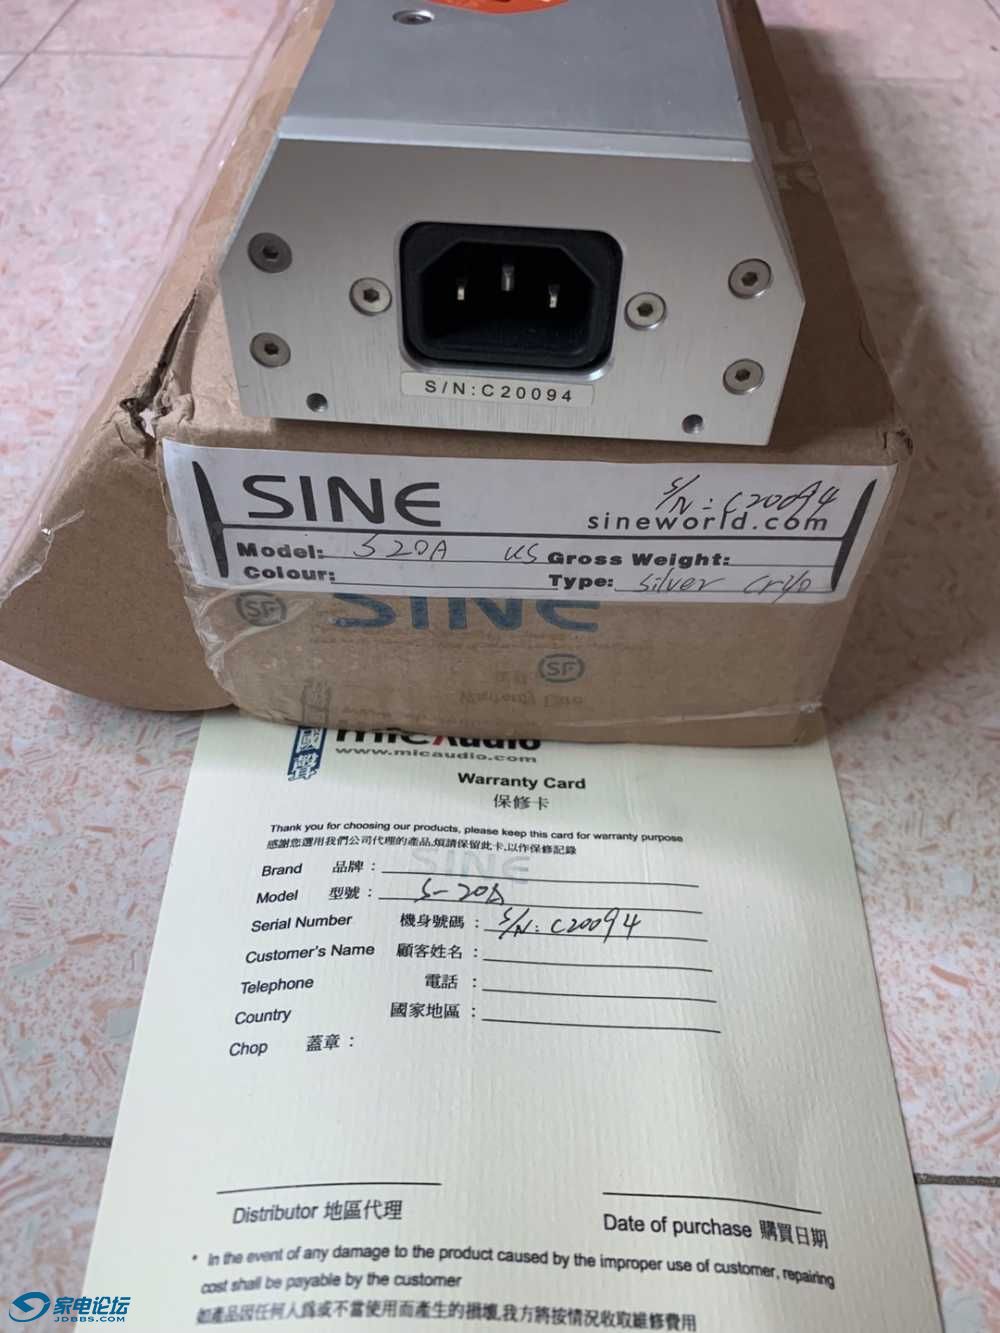 S/N:C20094
SINE
S/N: C20094
sineworld.com
Model: S20A US Gross Weight:
Colour: Type: silver cryo
SF
SINE
SF
Warranty Card
國聲
micAudio
www.micaudio.com
Warranty Card
保修卡
Thank you for choosing our products, please keep this card for warranty purpose
感謝您選用我們公司代理的產品,煩請保留此卡,以作保修記錄
SINE
Brand 品牌 :
Model 型號 : S-20A
Serial Number 機身號碼 : S/N: C20094
Customer's Name 顧客姓名 :
Telephone 電話 :
Country 國家地區 :
Chop 蓋章 :
Distributor 地區代理
Date of purchase 購買日期
* In the event of any damage to the product caused by the improper use of customer, repairing
cost shall be payable by the customer
如產品因任何人爲或不當使用而產生的損壞,我方將按情況收取維修費用
家电论坛
JDBBS.COM